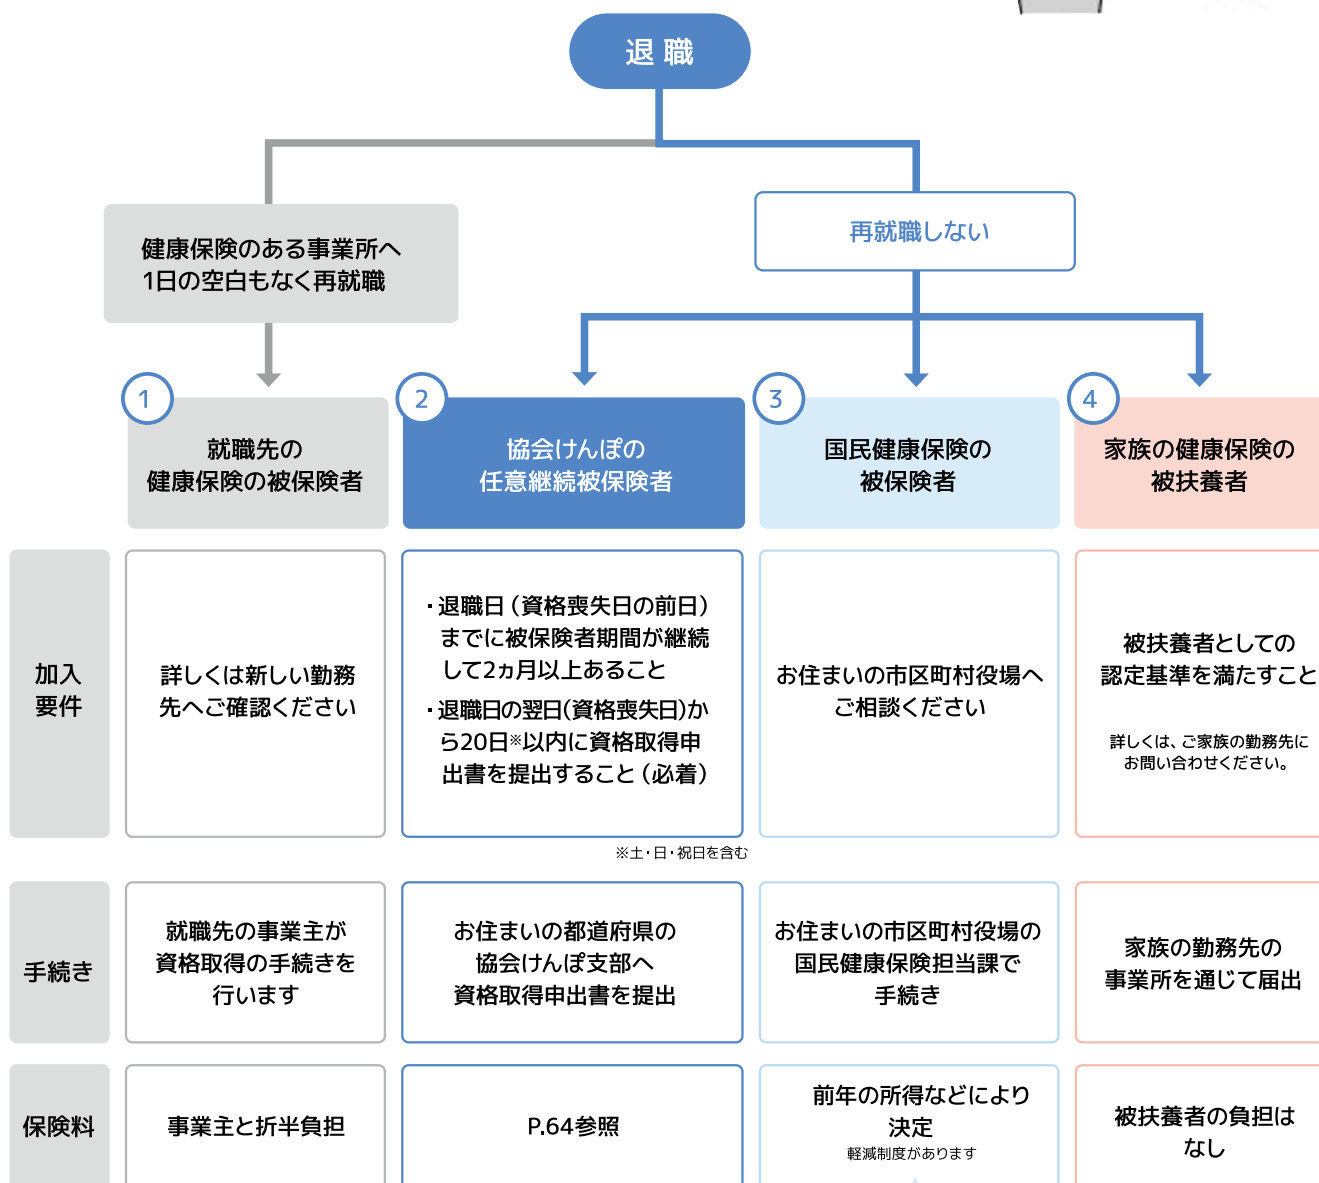 退 職
健康保険のある事業所へ
1日の空白もなく再就職
再就職しない
1
就職先の
健康保険の被保険者
2
協会けんぽの
任意継続被保険者
3
国民健康保険の
被保険者
4
家族の健康保険の
被扶養者
加入
要件
詳しくは新しい勤務
先へご確認ください
・退職日（資格喪失日の前日）
までに被保険者期間が継続
して2ヵ月以上あること
・退職日の翌日(資格喪失日)か
ら20日※以内に資格取得申
出書を提出すること（必着）
※土・日・祝日を含む
お住まいの市区町村役場へ
ご相談ください
被扶養者としての
認定基準を満たすこと
詳しくは、ご家族の勤務先に
お問い合わせください。
手続き
就職先の事業主が
資格取得の手続きを
行います
お住まいの都道府県の
協会けんぽ支部へ
資格取得申出書を提出
お住まいの市区町村役場の
国民健康保険担当課で
手続き
家族の勤務先の
事業所を通じて届出
保険料
事業主と折半負担
P.64参照
前年の所得などにより
決定
軽減制度があります
被扶養者の負担は
なし